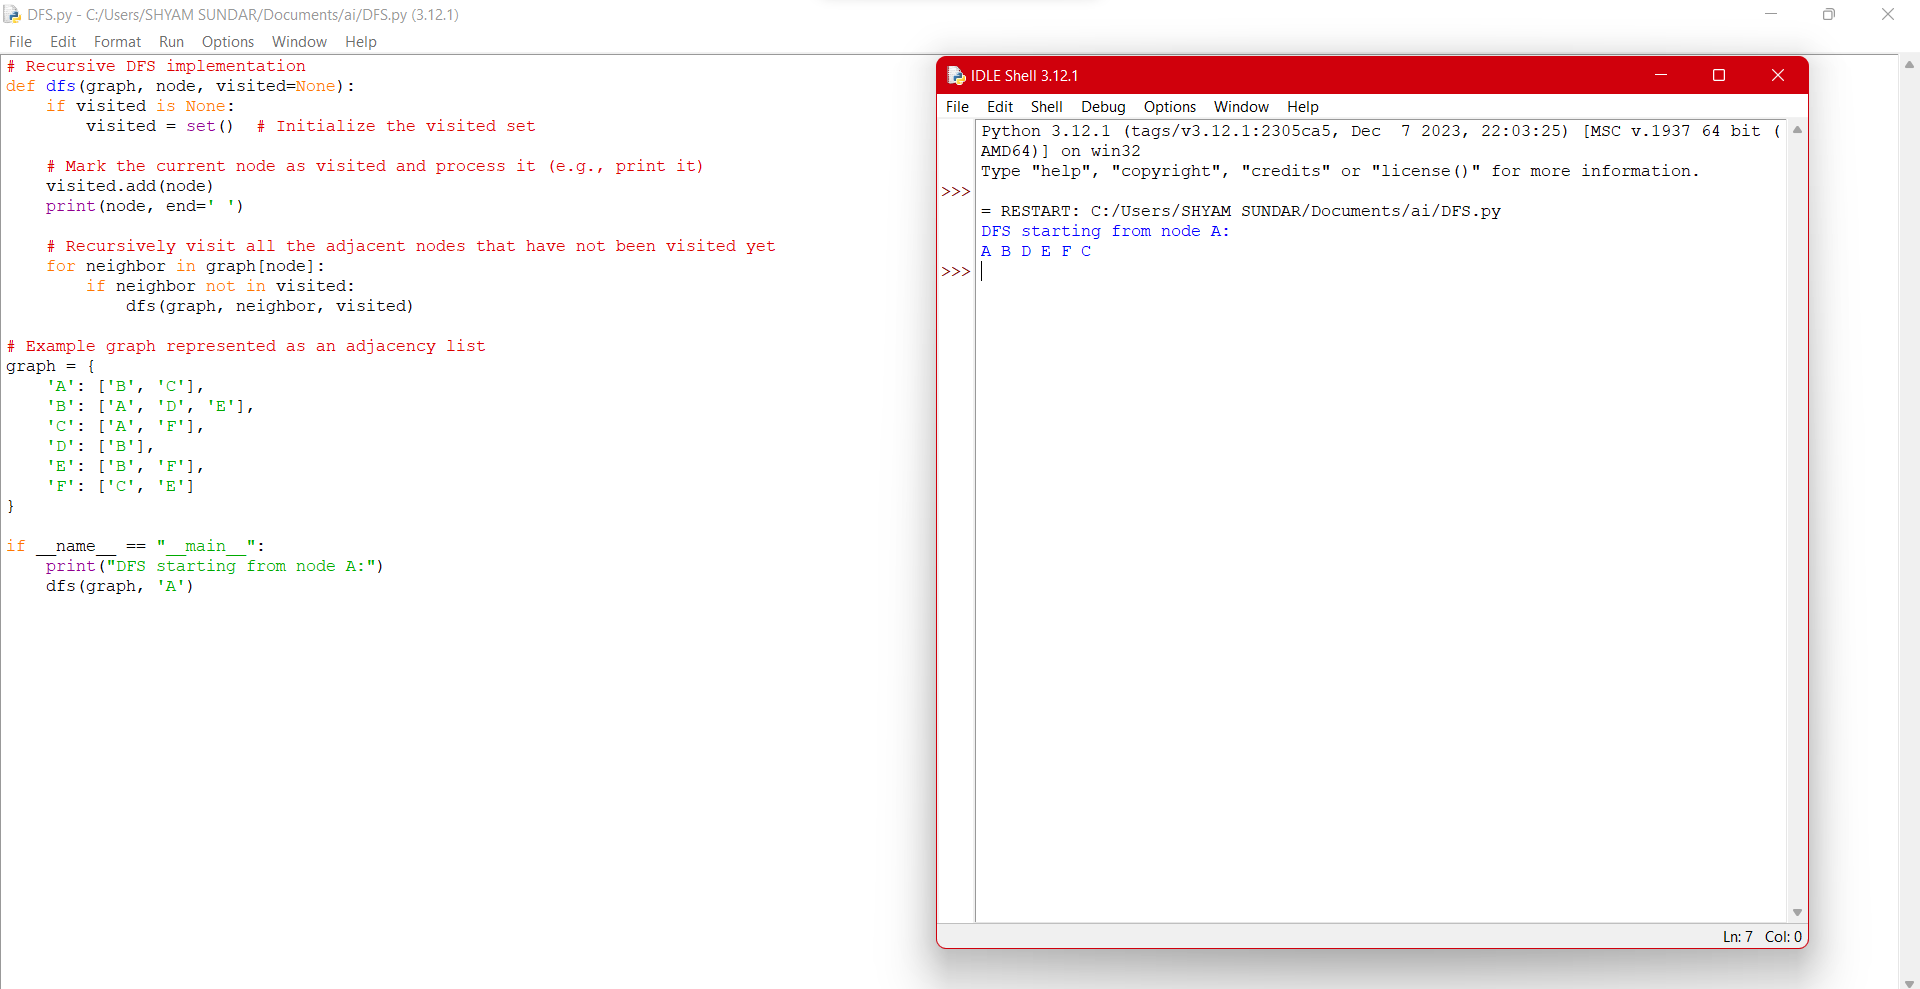 DFS.py - C:/Users/SHYAM SUNDAR/Documents/ai/DFS.py (3.12.1)
File Edit Format Run Options Window Help
# Recursive DFS implementation
def dfs(graph, node, visited=None):
    if visited is None:
        visited = set()  # Initialize the visited set

    # Mark the current node as visited and process it (e.g., print it)
    visited.add(node)
    print(node, end=' ')

    # Recursively visit all the adjacent nodes that have not been visited yet
    for neighbor in graph[node]:
        if neighbor not in visited:
            dfs(graph, neighbor, visited)

# Example graph represented as an adjacency list
graph = {
    'A': ['B', 'C'],
    'B': ['A', 'D', 'E'],
    'C': ['A', 'F'],
    'D': ['B'],
    'E': ['B', 'F'],
    'F': ['C', 'E']
}

if __name__ == "__main__":
    print("DFS starting from node A:")
    dfs(graph, 'A')
IDLE Shell 3.12.1
File Edit Shell Debug Options Window Help
Python 3.12.1 (tags/v3.12.1:2305ca5, Dec  7 2023, 22:03:25) [MSC v.1937 64 bit (
AMD64)] on win32
Type "help", "copyright", "credits" or "license()" for more information.
>>>
= RESTART: C:/Users/SHYAM SUNDAR/Documents/ai/DFS.py
DFS starting from node A:
A B D E F C
>>>
Ln: 7 Col: 0